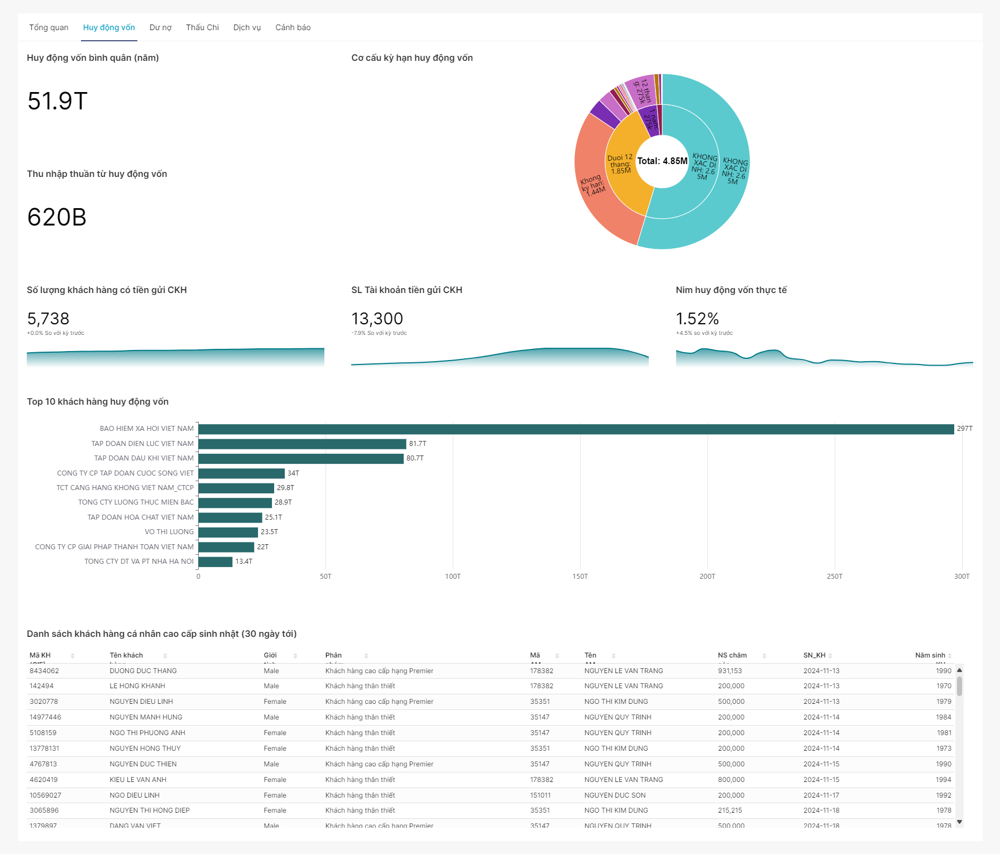 Tổng quan Huy động vốn Dư nợ Thấu Chi Dịch vụ Cảnh báo
Huy động vốn bình quân (năm)
51.9T
Thu nhập thuần từ huy động vốn
620B
Cơ cấu kỳ hạn huy động vốn
12 than
g: 275k
1 nam:
275k
Duoi 12
thang:
1.85M
Total: 4.85M
KHONG
XAC DI
NH: 2.6
5M
KHONG
XAC DI
NH: 2.6
5M
Khong
ky han:
1.44M
Số lượng khách hàng có tiền gửi CKH
5,738
+0.0% So với kỳ trước
SL Tài khoản tiền gửi CKH
13,300
-7.9% So với kỳ trước
Nim huy động vốn thực tế
1.52%
+4.5% so với kỳ trước
Top 10 khách hàng huy động vốn
BAO HIEM XA HOI VIET NAM 297T
TAP DOAN DIEN LUC VIET NAM 81.7T
TAP DOAN DAU KHI VIET NAM 80.7T
CONG TY CP TAP DOAN CUOC SONG VIET 34T
TCT CANG HANG KHONG VIET NAM_CTCP 29.8T
TONG CTY LUONG THUC MIEN BAC 28.9T
TAP DOAN HOA CHAT VIET NAM 25.1T
VO THI LUONG 23.5T
CONG TY CP GIAI PHAP THANH TOAN VIET NAM 22T
TONG CTY DT VA PT NHA HA NOI 13.4T
0 50T 100T 150T 200T 250T 300T
Danh sách khách hàng cá nhân cao cấp sinh nhật (30 ngày tới)
Mã KH Tên khách Giới Phân Mã Tên NS chăm SN_KH Năm sinh
8434062 DUONG DUC THANG Male Khách hàng cao cấp hạng Premier 178382 NGUYEN LE VAN TRANG 931,153 2024-11-13 1990
142494 LE HONG KHANH Male Khách hàng thân thiết 178382 NGUYEN LE VAN TRANG 200,000 2024-11-13 1970
3020778 NGUYEN DIEU LINH Female Khách hàng cao cấp hạng Premier 35351 NGO THI KIM DUNG 500,000 2024-11-13 1979
14977446 NGUYEN MANH HUNG Male Khách hàng thân thiết 35147 NGUYEN QUY TRINH 200,000 2024-11-14 1984
5108159 NGO THI PHUONG ANH Female Khách hàng thân thiết 35147 NGUYEN QUY TRINH 200,000 2024-11-14 1981
13778131 NGUYEN HONG THUY Female Khách hàng thân thiết 35351 NGO THI KIM DUNG 200,000 2024-11-14 1973
4767813 NGUYEN DUC THIEN Male Khách hàng cao cấp hạng Premier 35147 NGUYEN QUY TRINH 500,000 2024-11-15 1990
4620419 KIEU LE VAN ANH Female Khách hàng thân thiết 178382 NGUYEN LE VAN TRANG 800,000 2024-11-15 1994
10569027 NGO DIEU LINH Female Khách hàng thân thiết 151011 NGUYEN DUC SON 200,000 2024-11-17 1992
3065896 NGUYEN THI HONG DIEP Female Khách hàng thân thiết 35351 NGO THI KIM DUNG 215,215 2024-11-18 1978
1379897 DANG VAN VIET Male Khách hàng cao cấp hạng Premier 35147 NGUYEN QUY TRINH 500,000 2024-11-18 1978